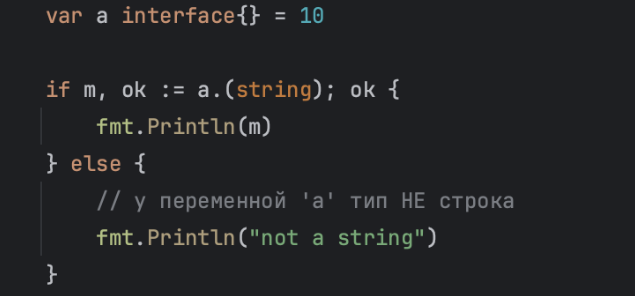 var a interface{} = 10
if m, ok := a.(string); ok {
fmt.Println(m)
} else {
// у переменной 'a' тип НЕ строка
fmt.Println("not a string")
}